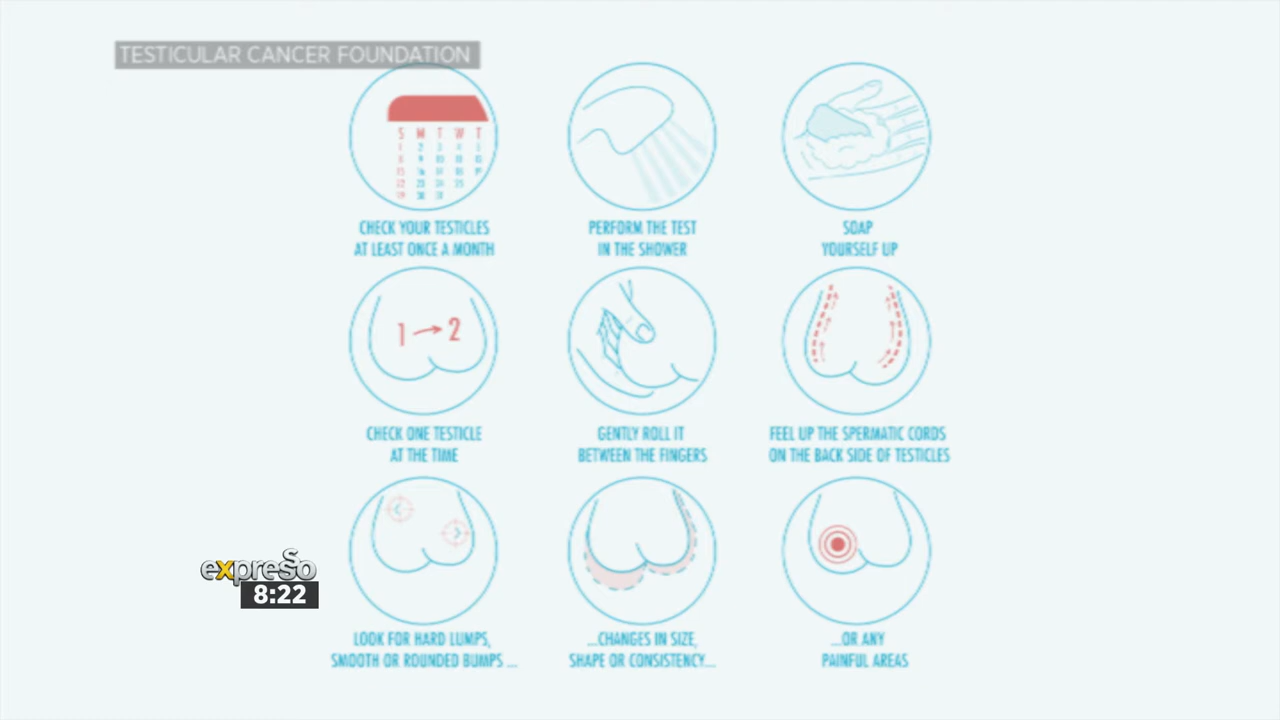 TESTICULAR CANCER FOUNDATION
S M T W T
CHECK YOUR TESTICLES
AT LEAST ONCE A MONTH
PERFORM THE TEST
IN THE SHOWER
SOAP
YOURSELF UP
1 → 2
CHECK ONE TESTICLE
AT THE TIME
GENTLY ROLL IT
BETWEEN THE FINGERS
FEEL UP THE SPERMATIC CORDS
ON THE BACK SIDE OF TESTICLES
LOOK FOR HARD LUMPS,
SMOOTH OR ROUNDED BUMPS ...
...CHANGES IN SIZE,
SHAPE OR CONSISTENCY...
...OR ANY
PAINFUL AREAS
expresso
8:22